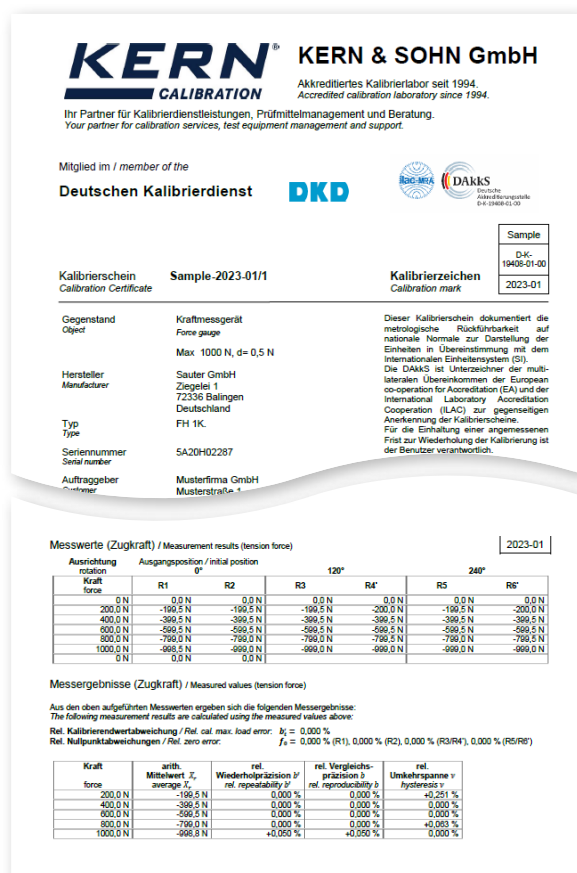 KERN®
CALIBRATION
KERN & SOHN GmbH
Akkreditiertes Kalibrierlabor seit 1994.
Accredited calibration laboratory since 1994.
Ihr Partner für Kalibrierdienstleistungen, Prüfmittelmanagement und Beratung.
Your partner for calibration services, test equipment management and support.
Mitglied im / member of the
Deutschen Kalibrierdienst
DKD
ilac-MRA
DAkkS
Deutsche
Akkreditierungsstelle
D-K-19408-01-00
Sample
D-K-
19408-01-00
2023-01
Kalibrierschein Sample-2023-01/1 Kalibrierzeichen
Calibration Certificate Calibration mark
Gegenstand Kraftmessgerät
Object Force gauge
Max 1000 N, d= 0,5 N
Hersteller Sauter GmbH
Manufacturer Ziegelei 1
72336 Balingen
Deutschland
Typ FH 1K.
Type
Seriennummer 5A20H02287
Serial number
Auftraggeber Musterfirma GmbH
Customer Musterstraße 1
Dieser Kalibrierschein dokumentiert die
metrologische Rückführbarkeit auf
nationale Normale zur Darstellung der
Einheiten in Übereinstimmung mit dem
Internationalen Einheitensystem (SI).
Die DAkkS ist Unterzeichner der multi-
lateralen Übereinkommen der European
co-operation for Accreditation (EA) und der
International Laboratory Accreditation
Cooperation (ILAC) zur gegenseitigen
Anerkennung der Kalibrierscheine.
Für die Einhaltung einer angemessenen
Frist zur Wiederholung der Kalibrierung ist
der Benutzer verantwortlich.
Messwerte (Zugkraft) / Measurement results (tension force) 2023-01
Ausrichtung Ausgangsposition / initial position
rotation 0° 120° 240°
Kraft
force R1 R2 R3 R4' R5 R6'
0 N 0,0 N 0,0 N 0,0 N 0,0 N 0,0 N 0,0 N
200,0 N -199,5 N -199,5 N -199,5 N -200,0 N -199,5 N -200,0 N
400,0 N -399,5 N -399,5 N -399,5 N -399,5 N -399,5 N -399,5 N
600,0 N -599,5 N -599,5 N -599,5 N -599,5 N -599,5 N -599,5 N
800,0 N -799,0 N -799,0 N -799,0 N -799,5 N -799,0 N -799,5 N
1000,0 N -998,5 N -999,0 N -999,0 N -999,0 N -999,0 N -999,0 N
0 N 0,0 N 0,0 N
Messergebnisse (Zugkraft) / Measured values (tension force)
Aus den oben aufgeführten Messwerten ergeben sich die folgenden Messergebnisse:
The following measurement results are calculated using the measured values above:
Rel. Kalibrierendwertabweichung / Rel. cal. max. load error: b'ₑ = 0,000 %
Rel. Nullpunktabweichungen / Rel. zero error: f₀ = 0,000 % (R1), 0,000 % (R2), 0,000 % (R3/R4'), 0,000 % (R5/R6')
Kraft arith. rel. rel. Vergleichs- rel.
Mittelwert X̄ᵣ Wiederholpräzision b' präzision b Umkehrspanne v
force average X̄ᵣ rel. repeatability b' rel. reproducibility b hysteresis v
200,0 N -199,5 N 0,000 % 0,000 % +0,251 %
400,0 N -399,5 N 0,000 % 0,000 % 0,000 %
600,0 N -599,5 N 0,000 % 0,000 % 0,000 %
800,0 N -799,0 N 0,000 % 0,000 % +0,063 %
1000,0 N -998,8 N +0,050 % +0,050 % 0,000 %